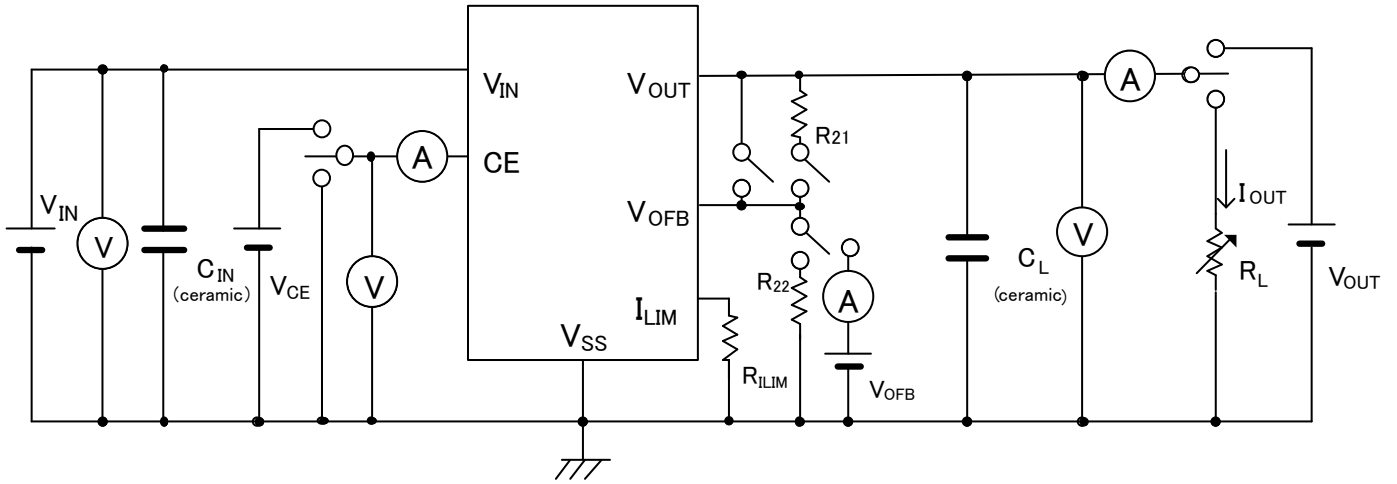 V_IN
V
C_IN
(ceramic)
V_CE
V
A
V_IN
CE
V_SS
V_OUT
V_OFB
I_LIM
R_ILIM
R21
R22
A
V_OFB
C_L
(ceramic)
V
A
I_OUT
R_L
V_OUT